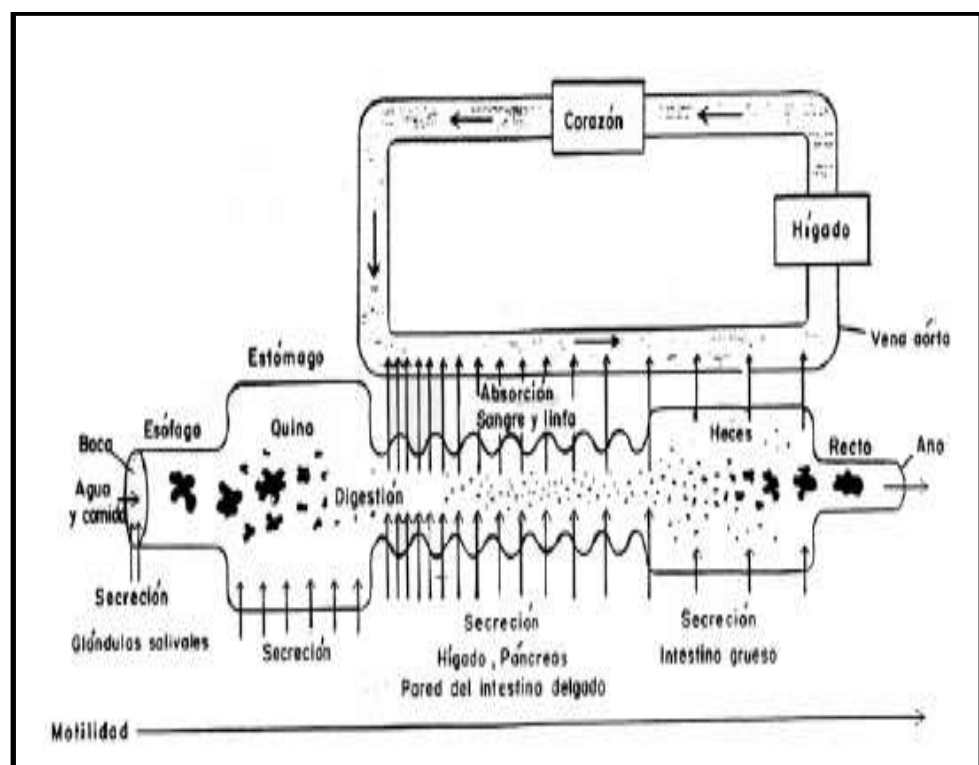 Corazón
Hígado
Vena aórta
Estómago
Absorción
Sangre y linfa
Boca
Esófago
Quino
Heces
Recto
Ano
Agua
y comida
Digestión
Secreción
Glándulas salivales
Secreción
Secreción
Hígado, Páncreas
Pared del intestino delgado
Secreción
Intestino grueso
Motilidad